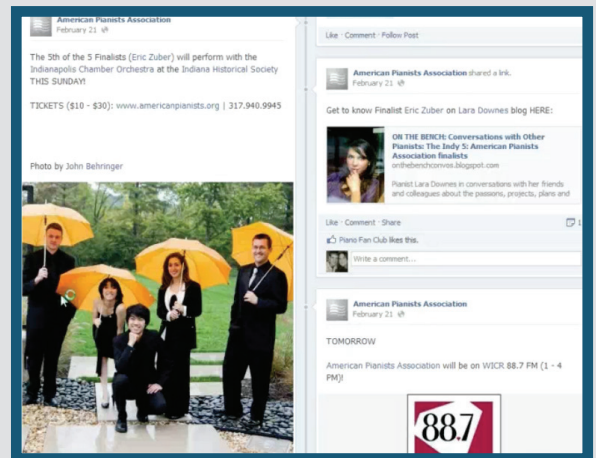 American Pianists Association
February 21
The 5th of the 5 Finalists (Eric Zuber) will perform with the
Indianapolis Chamber Orchestra at the Indiana Historical Society
THIS SUNDAY!
TICKETS ($10 - $30): www.americanpianists.org | 317.940.9945
Photo by John Behringer
Like · Comment · Follow Post
American Pianists Association shared a link.
February 21
Get to know Finalist Eric Zuber on Lara Downes blog HERE:
ON THE BENCH: Conversations with Other
Pianists: The Indy 5: American Pianists
Association finalists
onthebenchconvos.blogspot.com
Pianist Lara Downes in conversations with her friends
and colleagues about the passions, projects, plans and
Like · Comment · Share
1
Piano Fan Club likes this.
Write a comment...
American Pianists Association
February 21
TOMORROW
American Pianists Association will be on WICR 88.7 FM (1 - 4
PM)!
88.7